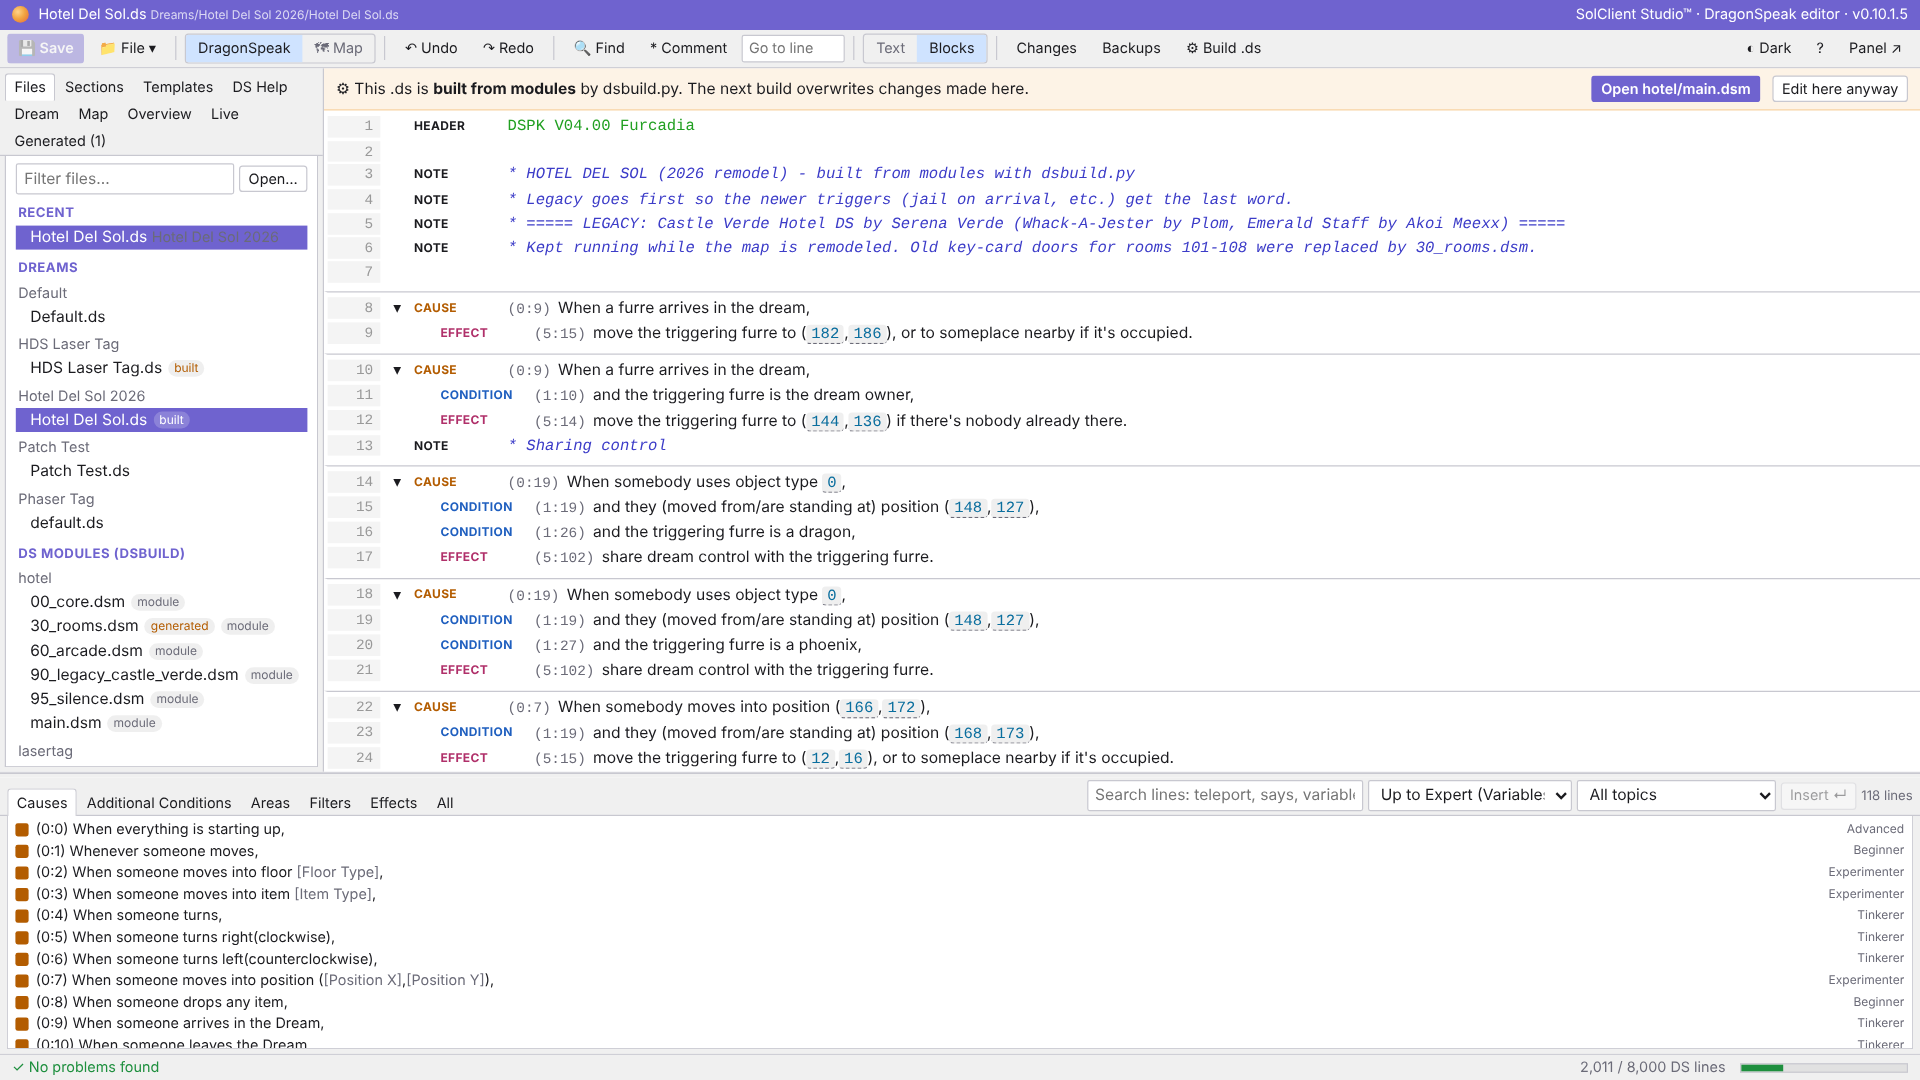 Hotel Del Sol.ds Dreams/Hotel Del Sol 2026/Hotel Del Sol.ds
SolClient Studio™ · DragonSpeak editor · v0.10.1.5
Save File ▾ DragonSpeak Map ↶ Undo ↷ Redo Find * Comment Go to line Text Blocks Changes Backups ⚙ Build .ds Dark ? Panel ↗
Files Sections Templates DS Help
Dream Map Overview Live
Generated (1)
Filter files... Open...
RECENT
Hotel Del Sol.ds Hotel Del Sol 2026
DREAMS
Default
Default.ds
HDS Laser Tag
HDS Laser Tag.ds built
Hotel Del Sol 2026
Hotel Del Sol.ds built
Patch Test
Patch Test.ds
Phaser Tag
default.ds
DS MODULES (DSBUILD)
hotel
00_core.dsm module
30_rooms.dsm generated module
60_arcade.dsm module
90_legacy_castle_verde.dsm module
95_silence.dsm module
main.dsm module
lasertag
⚙ This .ds is built from modules by dsbuild.py. The next build overwrites changes made here. Open hotel/main.dsm Edit here anyway
1 HEADER DSPK V04.00 Furcadia
2
3 NOTE * HOTEL DEL SOL (2026 remodel) - built from modules with dsbuild.py
4 NOTE * Legacy goes first so the newer triggers (jail on arrival, etc.) get the last word.
5 NOTE * ===== LEGACY: Castle Verde Hotel DS by Serena Verde (Whack-A-Jester by Plom, Emerald Staff by Akoi Meexx) =====
6 NOTE * Kept running while the map is remodeled. Old key-card doors for rooms 101-108 were replaced by 30_rooms.dsm.
7
8 ▼ CAUSE (0:9) When a furre arrives in the dream,
9 EFFECT (5:15) move the triggering furre to (182,186), or to someplace nearby if it's occupied.
10 ▼ CAUSE (0:9) When a furre arrives in the dream,
11 CONDITION (1:10) and the triggering furre is the dream owner,
12 EFFECT (5:14) move the triggering furre to (144,136) if there's nobody already there.
13 NOTE * Sharing control
14 ▼ CAUSE (0:19) When somebody uses object type 0,
15 CONDITION (1:19) and they (moved from/are standing at) position (148,127),
16 CONDITION (1:26) and the triggering furre is a dragon,
17 EFFECT (5:102) share dream control with the triggering furre.
18 ▼ CAUSE (0:19) When somebody uses object type 0,
19 CONDITION (1:19) and they (moved from/are standing at) position (148,127),
20 CONDITION (1:27) and the triggering furre is a phoenix,
21 EFFECT (5:102) share dream control with the triggering furre.
22 ▼ CAUSE (0:7) When somebody moves into position (166,172),
23 CONDITION (1:19) and they (moved from/are standing at) position (168,173),
24 EFFECT (5:15) move the triggering furre to (12,16), or to someplace nearby if it's occupied.
Causes Additional Conditions Areas Filters Effects All Search lines: teleport, says, variable Up to Expert (Variables All topics Insert ↵ 118 lines
(0:0) When everything is starting up, Advanced
(0:1) Whenever someone moves, Beginner
(0:2) When someone moves into floor [Floor Type], Experimenter
(0:3) When someone moves into item [Item Type], Experimenter
(0:4) When someone turns, Tinkerer
(0:5) When someone turns right(clockwise), Tinkerer
(0:6) When someone turns left(counterclockwise), Tinkerer
(0:7) When someone moves into position ([Position X],[Position Y]), Experimenter
(0:8) When someone drops any item, Beginner
(0:9) When someone arrives in the Dream, Tinkerer
(0:10) When someone leaves the Dream Tinkerer
✓ No problems found 2,011 / 8,000 DS lines